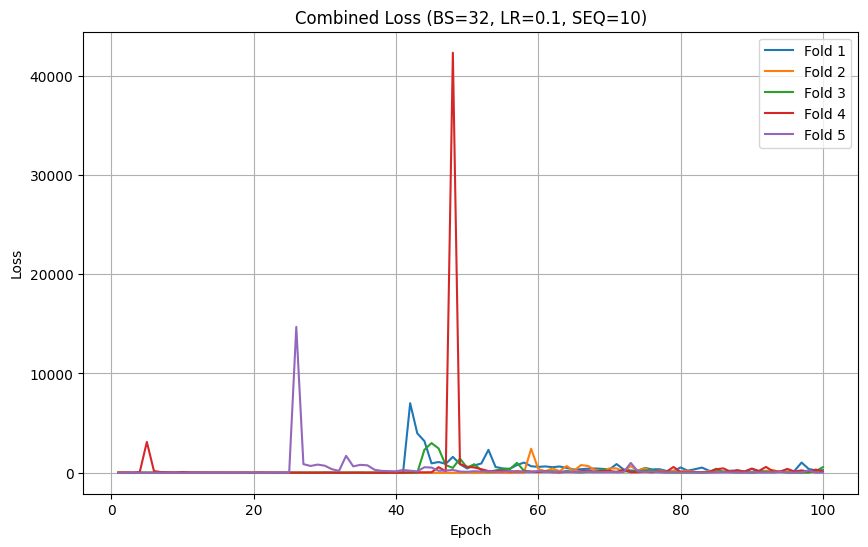 Combined Loss (BS=32, LR=0.1, SEQ=10)
Fold 1
Fold 2
Fold 3
Fold 4
Fold 5
Loss
40000
30000
20000
10000
0
0 20 40 60 80 100
Epoch